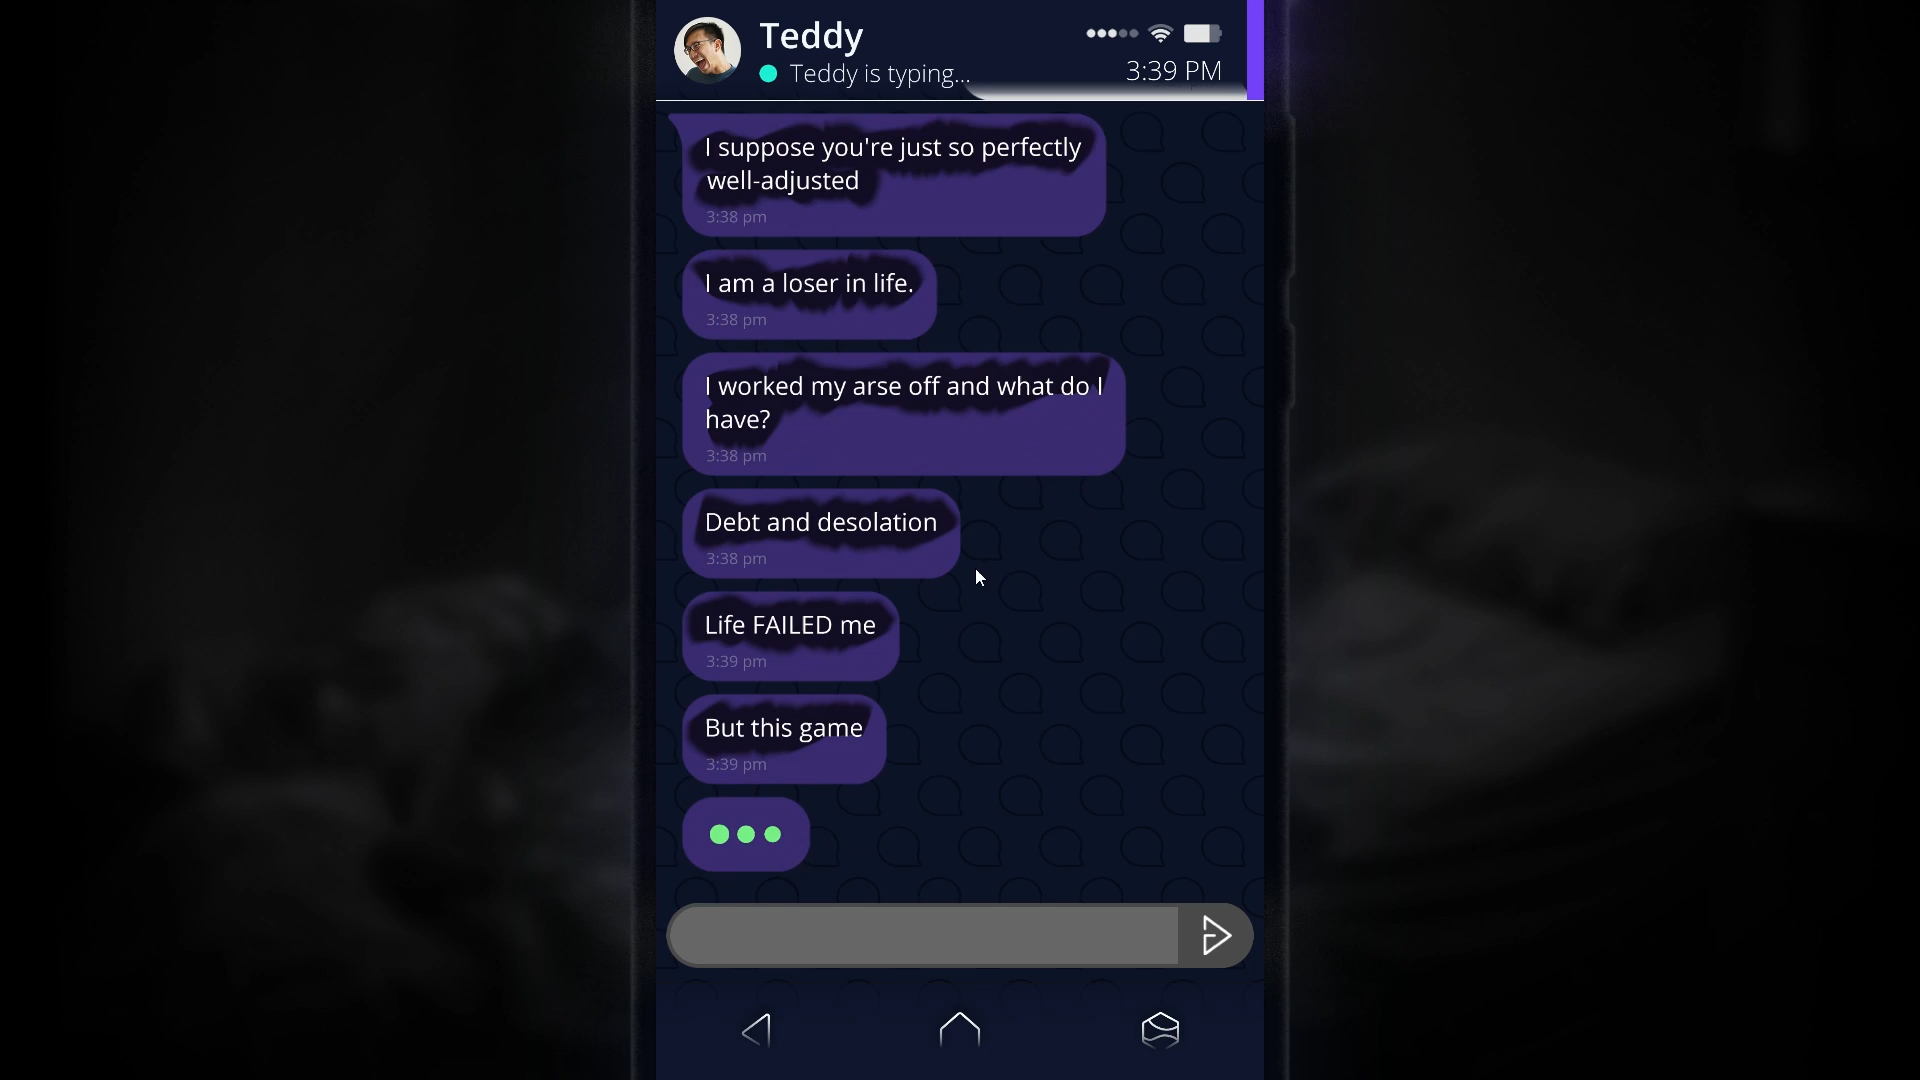 Teddy
Teddy is typing...
3:39 PM
I suppose you're just so perfectly
well-adjusted
3:38 pm
I am a loser in life.
3:38 pm
I worked my arse off and what do I
have?
3:38 pm
Debt and desolation
3:38 pm
Life FAILED me
3:39 pm
But this game
3:39 pm